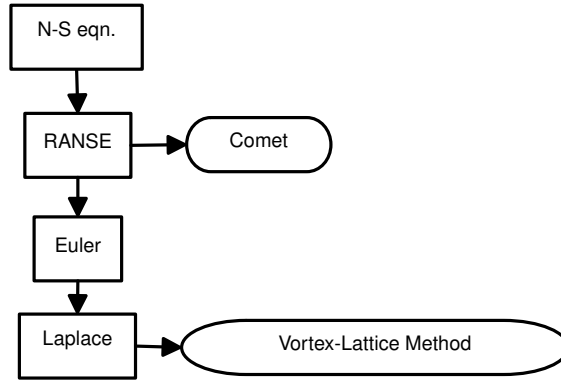 N-S eqn.
RANSE
Comet
Euler
Laplace
Vortex-Lattice Method